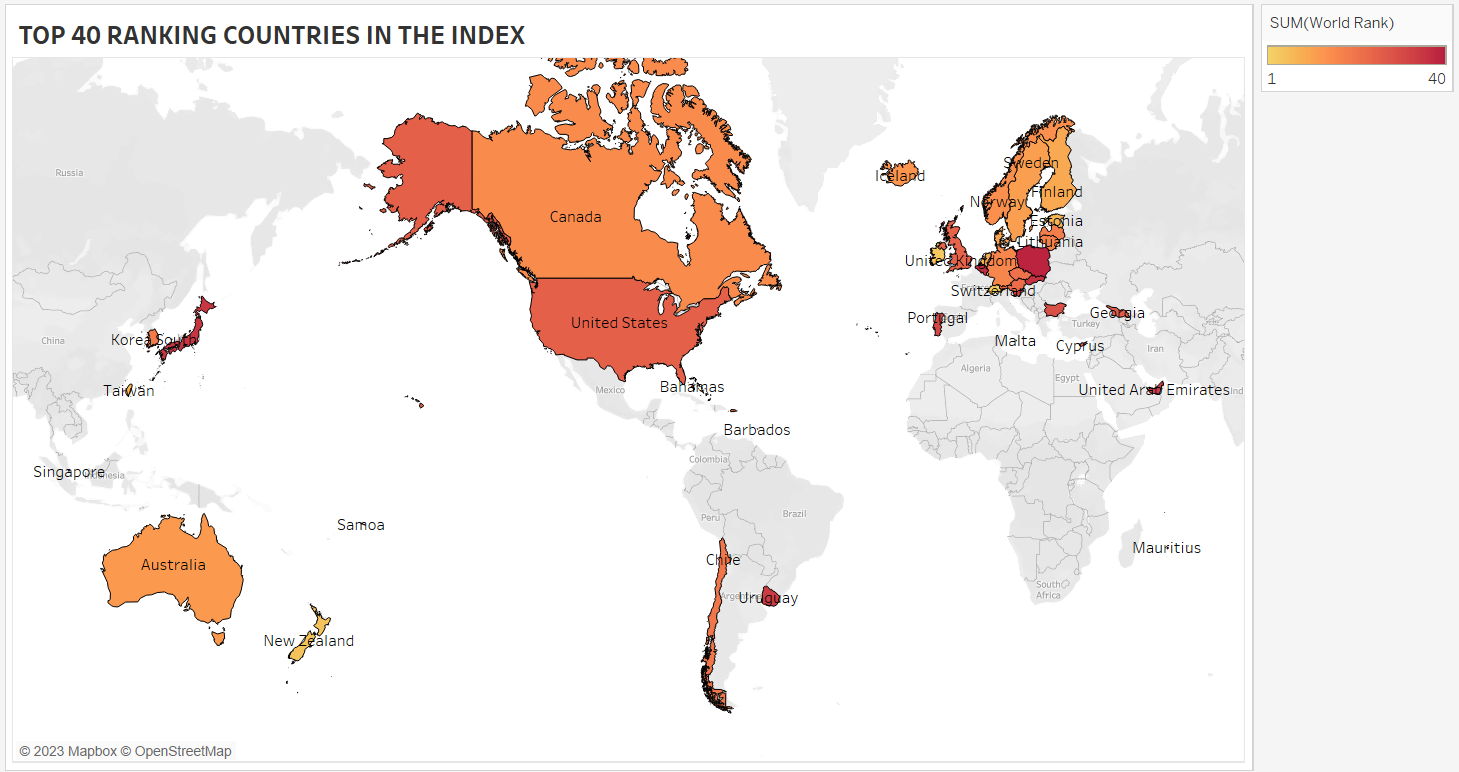 TOP 40 RANKING COUNTRIES IN THE INDEX
SUM(World Rank)
1
40
Russia
Canada
Iceland
Sweden
Finland
Norway
Estonia
Lithuania
United Kingdom
Switzerland
United States
Portugal
Georgia
Turkey
Korea South
China
Malta
Cyprus
Iran
Algeria
Egypt
Taiwan
Mexico
Bahamas
United Arab Emirates
Ind
Barbados
Colombia
Singapore
Peru
Brazil
Samoa
Mauritius
Australia
Chile
South
Africa
Uruguay
New Zealand
© 2023 Mapbox © OpenStreetMap